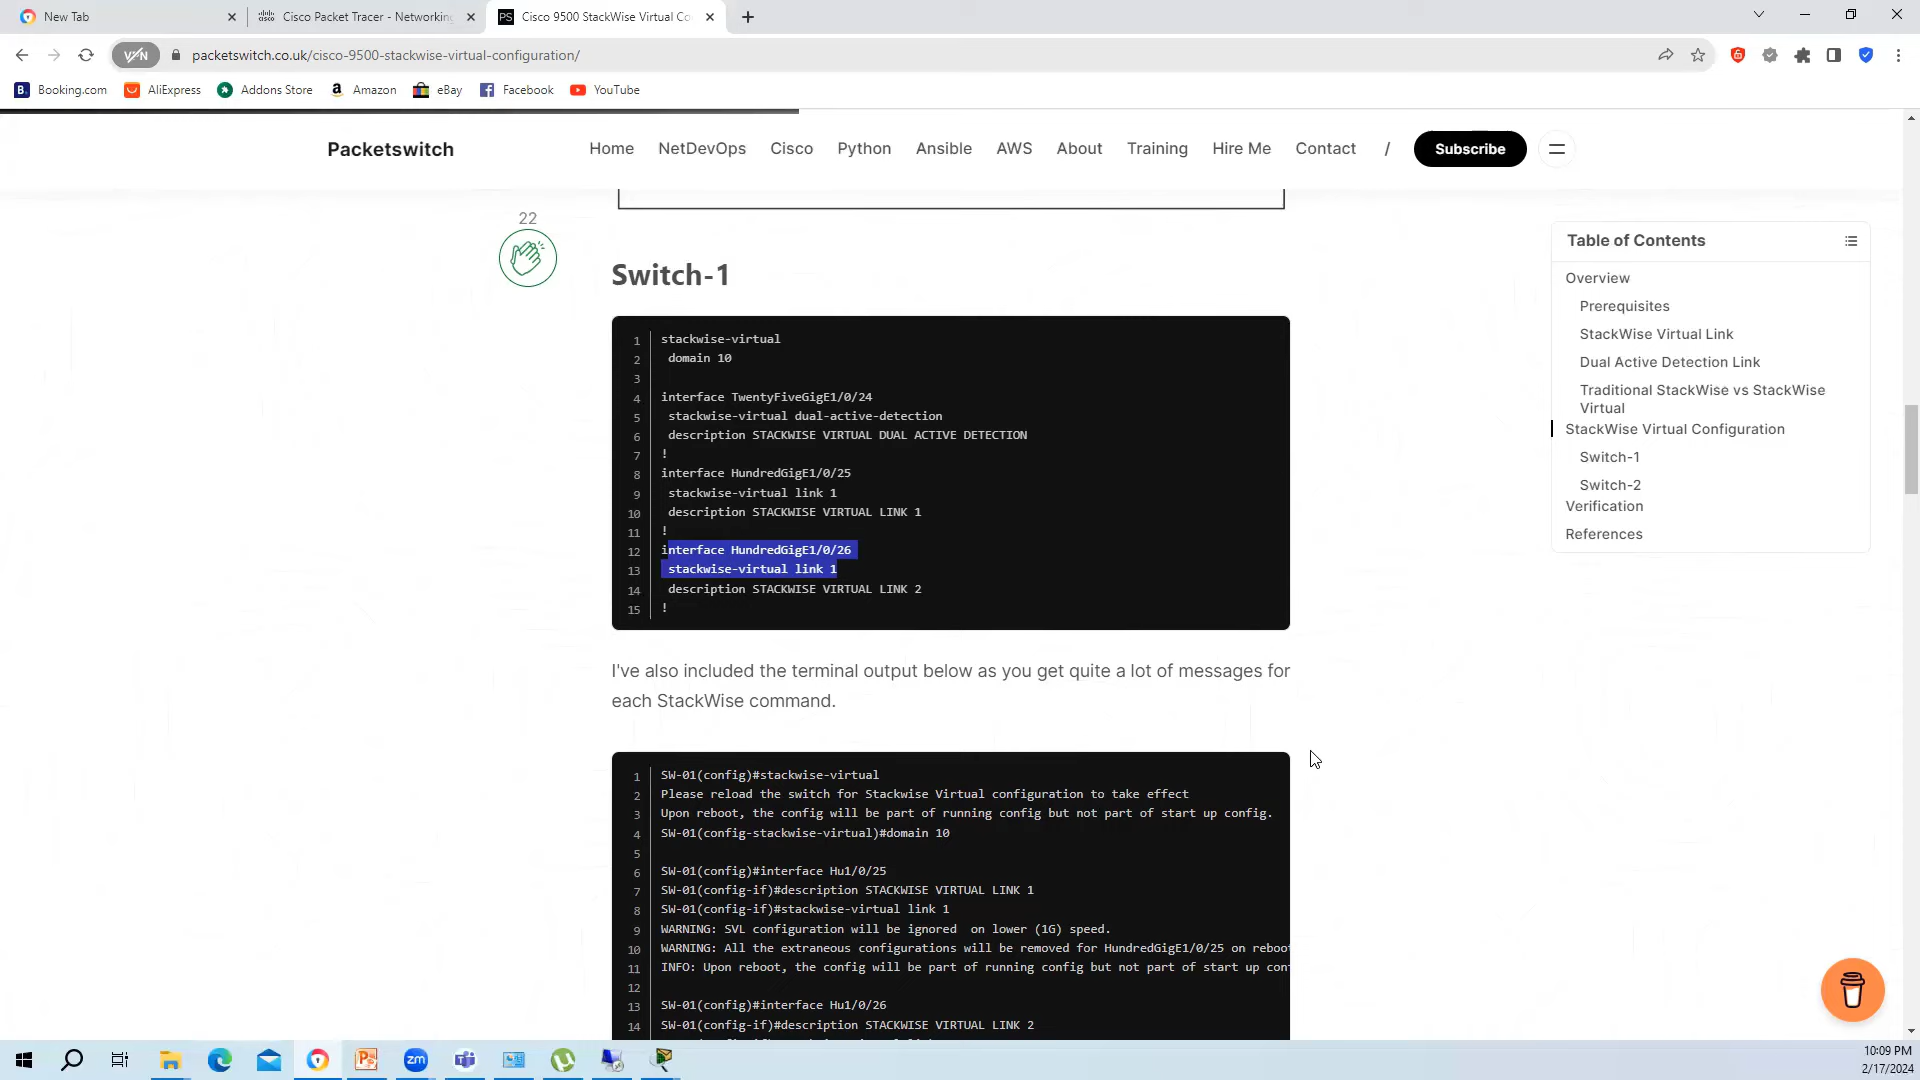 New Tab
Cisco Packet Tracer - Networking
PS
Cisco 9500 StackWise Virtual Co
VPN
packetswitch.co.uk/cisco-9500-stackwise-virtual-configuration/
B. Booking.com
AliExpress
Addons Store
a Amazon
eBay
Facebook
YouTube
Packetswitch
Home
NetDevOps
Cisco
Python
Ansible
AWS
About
Training
Hire Me
Contact
/
Subscribe
22
Switch-1
1 stackwise-virtual
2 domain 10
3
4 interface TwentyFiveGigE1/0/24
5 stackwise-virtual dual-active-detection
6 description STACKWISE VIRTUAL DUAL ACTIVE DETECTION
7 !
8 interface HundredGigE1/0/25
9 stackwise-virtual link 1
10 description STACKWISE VIRTUAL LINK 1
11 !
12 interface HundredGigE1/0/26
13 stackwise-virtual link 1
14 description STACKWISE VIRTUAL LINK 2
15 !
I've also included the terminal output below as you get quite a lot of messages for
each StackWise command.
1 SW-01(config)#stackwise-virtual
2 Please reload the switch for Stackwise Virtual configuration to take effect
3 Upon reboot, the config will be part of running config but not part of start up config.
4 SW-01(config-stackwise-virtual)#domain 10
5
6 SW-01(config)#interface Hu1/0/25
7 SW-01(config-if)#description STACKWISE VIRTUAL LINK 1
8 SW-01(config-if)#stackwise-virtual link 1
9 WARNING: SVL configuration will be ignored on lower (1G) speed.
10 WARNING: All the extraneous configurations will be removed for HundredGigE1/0/25 on reboo
11 INFO: Upon reboot, the config will be part of running config but not part of start up con
12
13 SW-01(config)#interface Hu1/0/26
14 SW-01(config-if)#description STACKWISE VIRTUAL LINK 2
Table of Contents
Overview
Prerequisites
StackWise Virtual Link
Dual Active Detection Link
Traditional StackWise vs StackWise
Virtual
StackWise Virtual Configuration
Switch-1
Switch-2
Verification
References
zm
10:09 PM
2/17/2024